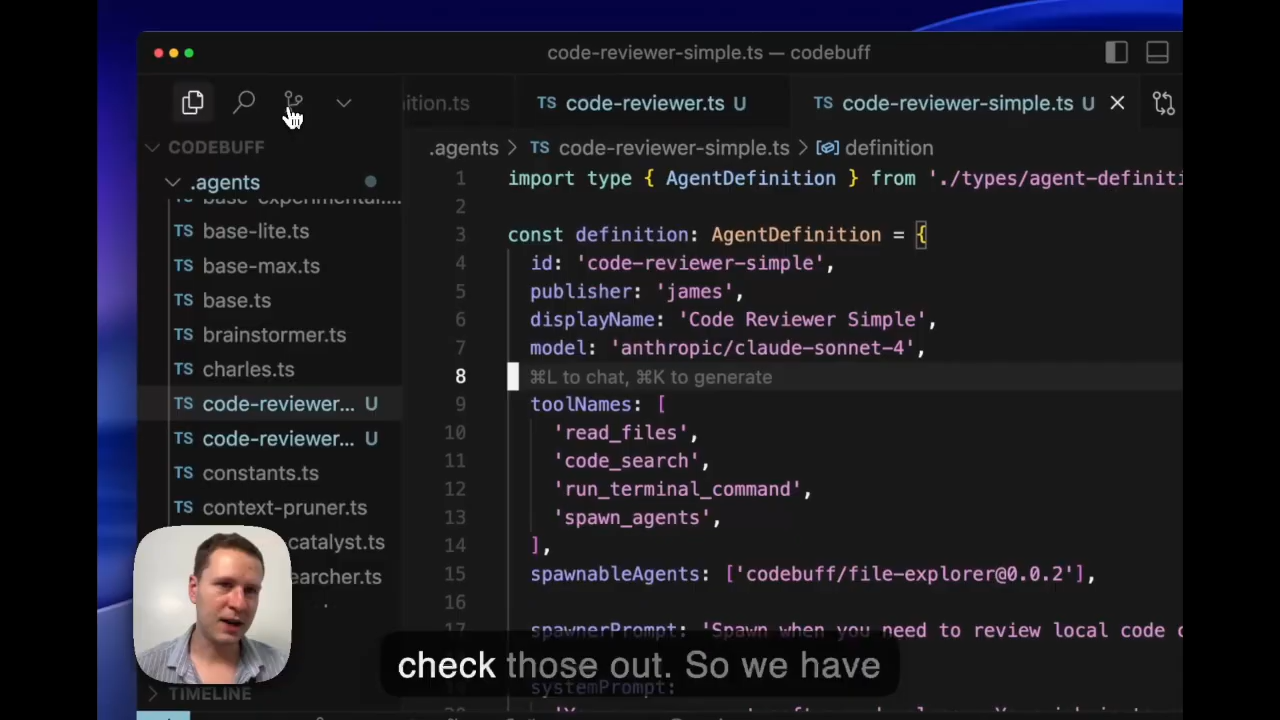 code-reviewer-simple.ts — codebuff
ition.ts
TS code-reviewer.ts U
TS code-reviewer-simple.ts U
CODEBUFF
.agents > TS code-reviewer-simple.ts > definition
.agents
TS base-experimental....
TS base-lite.ts
TS base-max.ts
TS base.ts
TS brainstormer.ts
TS charles.ts
TS code-reviewer... U
TS code-reviewer... U
TS constants.ts
TS context-pruner.ts
catalyst.ts
earcher.ts
TIMELINE
1 import type { AgentDefinition } from './types/agent-definiti
2
3 const definition: AgentDefinition = {
4 id: 'code-reviewer-simple',
5 publisher: 'james',
6 displayName: 'Code Reviewer Simple',
7 model: 'anthropic/claude-sonnet-4',
8 ⌘L to chat, ⌘K to generate
9 toolNames: [
10 'read_files',
11 'code_search',
12 'run_terminal_command',
13 'spawn_agents',
14 ],
15 spawnableAgents: ['codebuff/file-explorer@0.0.2'],
16
17 spawnerPrompt: 'Spawn when you need to review local code c
systemPrompt:
check those out. So we have